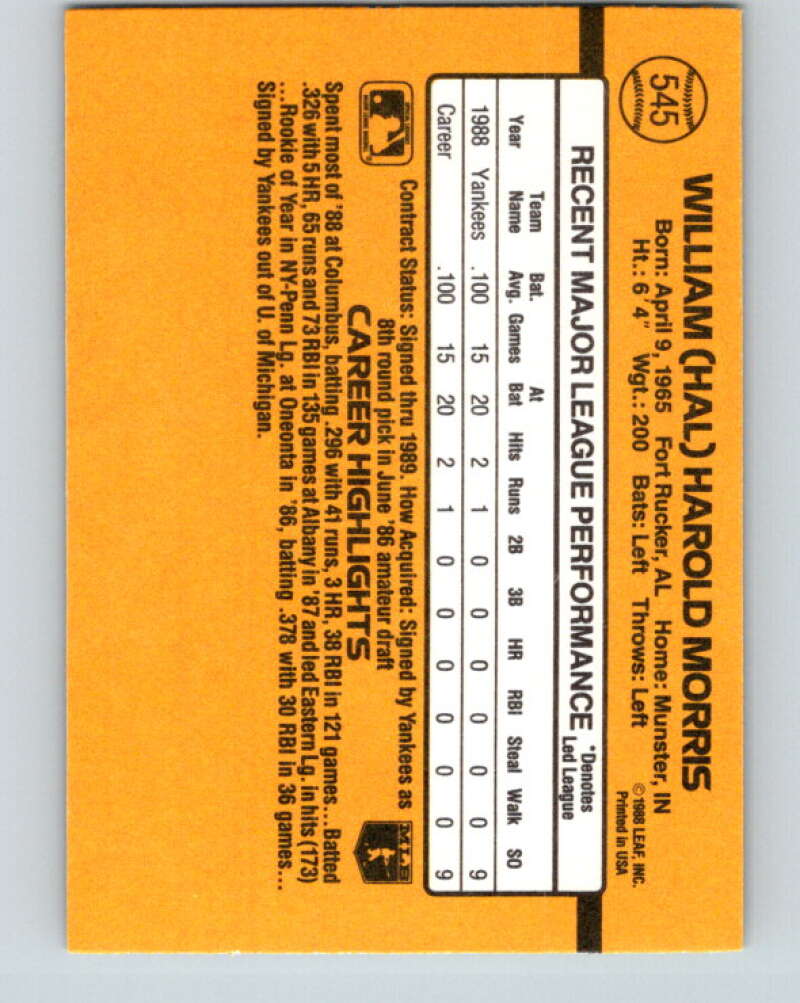 545
WILLIAM (HAL) HAROLD MORRIS
Born: April 9, 1965 Fort Rucker, AL Home: Munster, IN
Ht.: 6' 4" Wgt.: 200 Bats: Left Throws: Left
© 1988 LEAF, INC.
Printed in USA
RECENT MAJOR LEAGUE PERFORMANCE
*Denotes
Led League
Year Team Name Bat. Avg. Games At Bat Hits Runs 2B 3B HR RBI Steal Walk SO
1988 Yankees .100 15 20 2 1 0 0 0 0 0 0 9
Career .100 15 20 2 1 0 0 0 0 0 0 9
Contract Status: Signed thru 1989. How Acquired: Signed by Yankees as
8th round pick in June '86 amateur draft
MLB
CAREER HIGHLIGHTS
Spent most of '88 at Columbus, batting .296 with 41 runs, 3 HR, 38 RBI in 121 games...Batted
.326 with 5 HR, 65 runs and 73 RBI in 135 games at Albany in '87 and led Eastern Lg. in hits (173)
...Rookie of Year in NY-Penn Lg. at Oneonta in '86, batting .378 with 30 RBI in 36 games...
Signed by Yankees out of U. of Michigan.